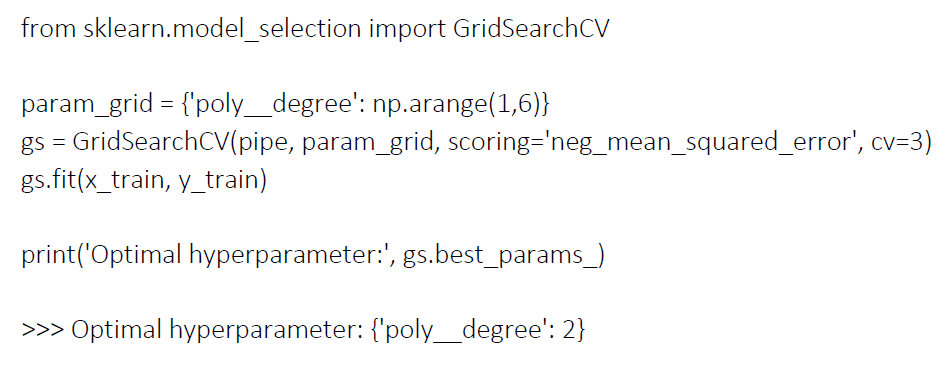 from sklearn.model_selection import GridSearchCV
param_grid = {'poly__degree': np.arange(1,6)}
gs = GridSearchCV(pipe, param_grid, scoring='neg_mean_squared_error', cv=3)
gs.fit(x_train, y_train)
print('Optimal hyperparameter:', gs.best_params_)
>>> Optimal hyperparameter: {'poly__degree': 2}